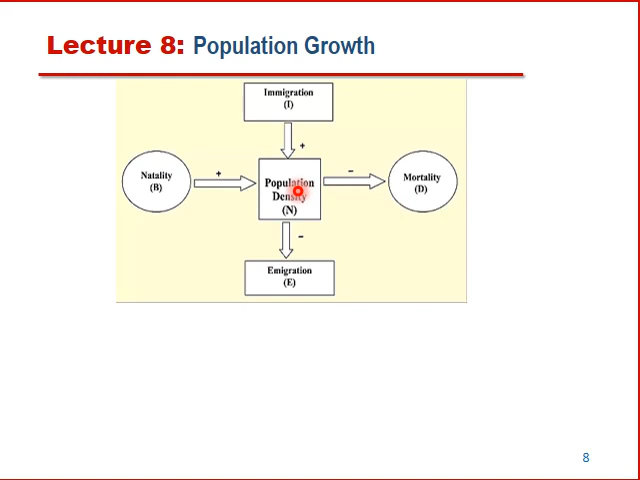 Lecture 8: Population Growth
Immigration
(I)
+
Natality
(B)
+
Population
Density
(N)
–
Mortality
(D)
–
Emigration
(E)
8